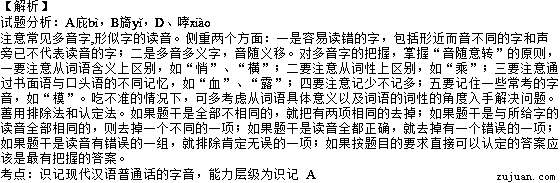 【解析】
试题分析：A庇bì，B旖yǐ，D、哮xiào
注意常见多音字,形似字的读音。侧重两个方面：一是容易读错的字，包括形近而音不同的字和声
旁已不代表读音的字；二是多音多义字，音随义移。对多音字的把握，掌握“音随意转”的原则，
一要注意从词语含义上区别，如“悄”、“横”；二要注意从词性上区别，如“乘”；三要注意通
过书面语与口头语的不同记忆，如“血”、“露”；四要注意记少不记多；五要记住一些常考的字
音，如“模”。吃不准的情况下，可多考虑从词语具体意义以及词语的词性的角度入手解决问题。
善用排除法和认定法。如果题干是全部不相同的，就把有两项相同的去掉；如果题干是与所给字的
读音全部相同的，则去掉一个不同的一项；如果题干是读音全都正确，就去掉有一个错误的一项；
如果题干是读音有错误的一组，就排除肯定无误的一项；如果按题目的要求直接可以认定的答案应
该是最有把握的答案。
考点：识记现代汉语普通话的字音，能力层级为识记 A
zujuan.com